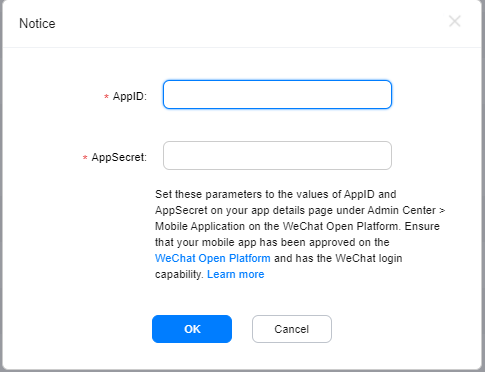 Notice
* AppID:
* AppSecret:
Set these parameters to the values of AppID and
AppSecret on your app details page under Admin Center >
Mobile Application on the WeChat Open Platform. Ensure
that your mobile app has been approved on the
WeChat Open Platform and has the WeChat login
capability. Learn more
OK Cancel